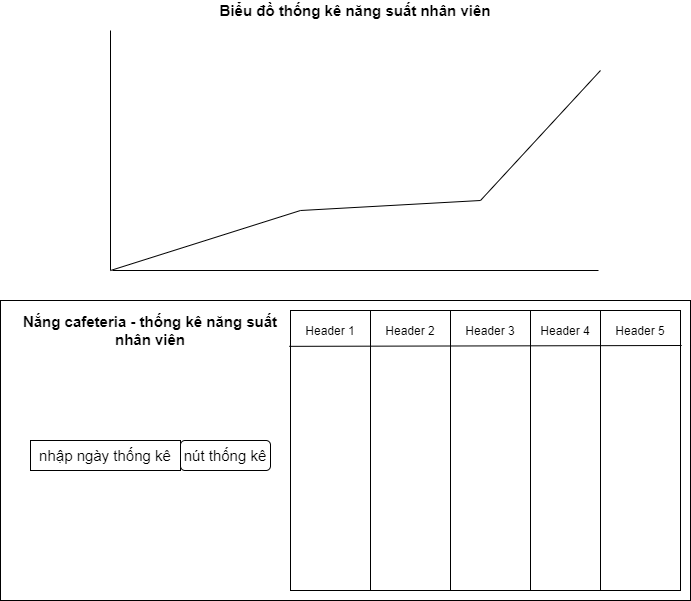 Biểu đồ thống kê năng suất nhân viên
Nắng cafeteria - thống kê năng suất
nhân viên
nhập ngày thống kê
nút thống kê
Header 1
Header 2
Header 3
Header 4
Header 5